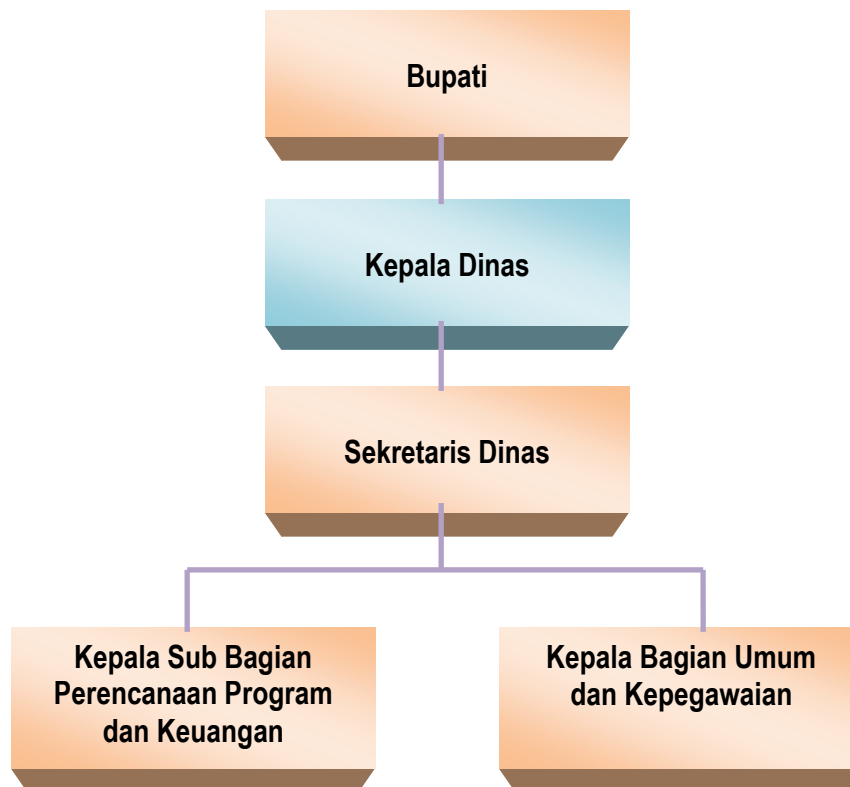 Bupati
Kepala Dinas
Sekretaris Dinas
Kepala Sub Bagian
Perencanaan Program
dan Keuangan
Kepala Bagian Umum
dan Kepegawaian